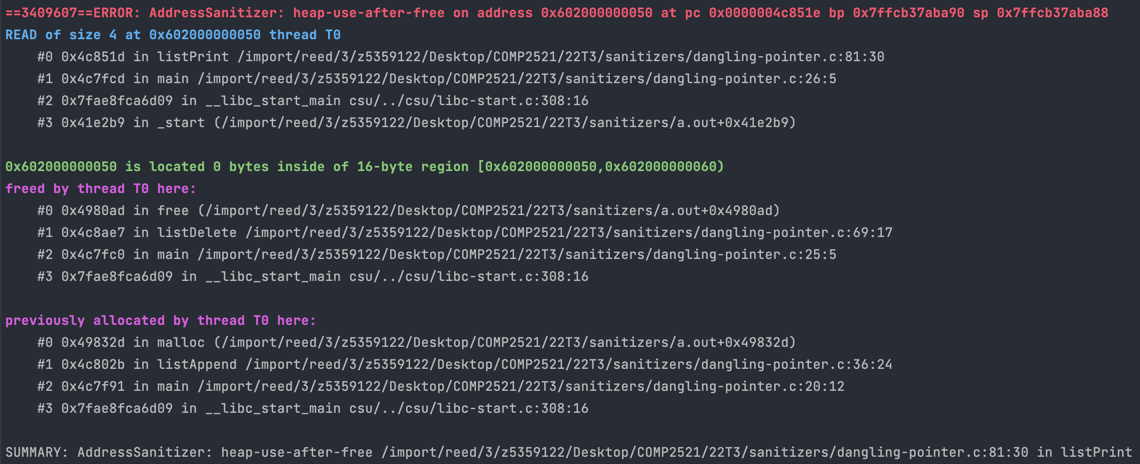 ==3409607==ERROR: AddressSanitizer: heap-use-after-free on address 0x602000000050 at pc 0x0000004c851e bp 0x7ffcb37aba90 sp 0x7ffcb37aba88
READ of size 4 at 0x602000000050 thread T0
    #0 0x4c851d in listPrint /import/reed/3/z5359122/Desktop/COMP2521/22T3/sanitizers/dangling-pointer.c:81:30
    #1 0x4c7fcd in main /import/reed/3/z5359122/Desktop/COMP2521/22T3/sanitizers/dangling-pointer.c:26:5
    #2 0x7fae8fca6d09 in __libc_start_main csu/../csu/libc-start.c:308:16
    #3 0x41e2b9 in _start (/import/reed/3/z5359122/Desktop/COMP2521/22T3/sanitizers/a.out+0x41e2b9)
0x602000000050 is located 0 bytes inside of 16-byte region [0x602000000050,0x602000000060)
freed by thread T0 here:
    #0 0x4980ad in free (/import/reed/3/z5359122/Desktop/COMP2521/22T3/sanitizers/a.out+0x4980ad)
    #1 0x4c8ae7 in listDelete /import/reed/3/z5359122/Desktop/COMP2521/22T3/sanitizers/dangling-pointer.c:69:17
    #2 0x4c7fc0 in main /import/reed/3/z5359122/Desktop/COMP2521/22T3/sanitizers/dangling-pointer.c:25:5
    #3 0x7fae8fca6d09 in __libc_start_main csu/../csu/libc-start.c:308:16
previously allocated by thread T0 here:
    #0 0x49832d in malloc (/import/reed/3/z5359122/Desktop/COMP2521/22T3/sanitizers/a.out+0x49832d)
    #1 0x4c802b in listAppend /import/reed/3/z5359122/Desktop/COMP2521/22T3/sanitizers/dangling-pointer.c:36:24
    #2 0x4c7f91 in main /import/reed/3/z5359122/Desktop/COMP2521/22T3/sanitizers/dangling-pointer.c:20:12
    #3 0x7fae8fca6d09 in __libc_start_main csu/../csu/libc-start.c:308:16
SUMMARY: AddressSanitizer: heap-use-after-free /import/reed/3/z5359122/Desktop/COMP2521/22T3/sanitizers/dangling-pointer.c:81:30 in listPrint